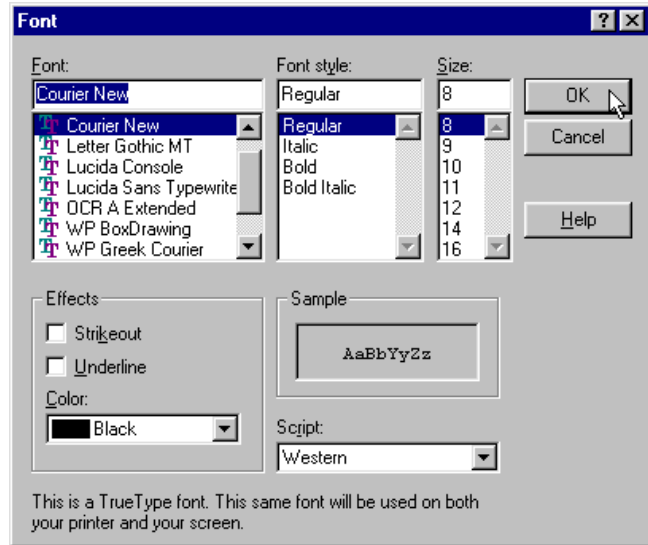 Font
Font:
Courier New
Courier New
Letter Gothic MT
Lucida Console
Lucida Sans Typewrite
OCR A Extended
WP BoxDrawing
WP Greek Courier
Font style:
Regular
Regular
Italic
Bold
Bold Italic
Size:
8
8
9
10
11
12
14
16
OK
Cancel
Help
Effects
Strikeout
Underline
Color:
Black
Sample
AaBbYyZz
Script:
Western
This is a TrueType font. This same font will be used on both
your printer and your screen.